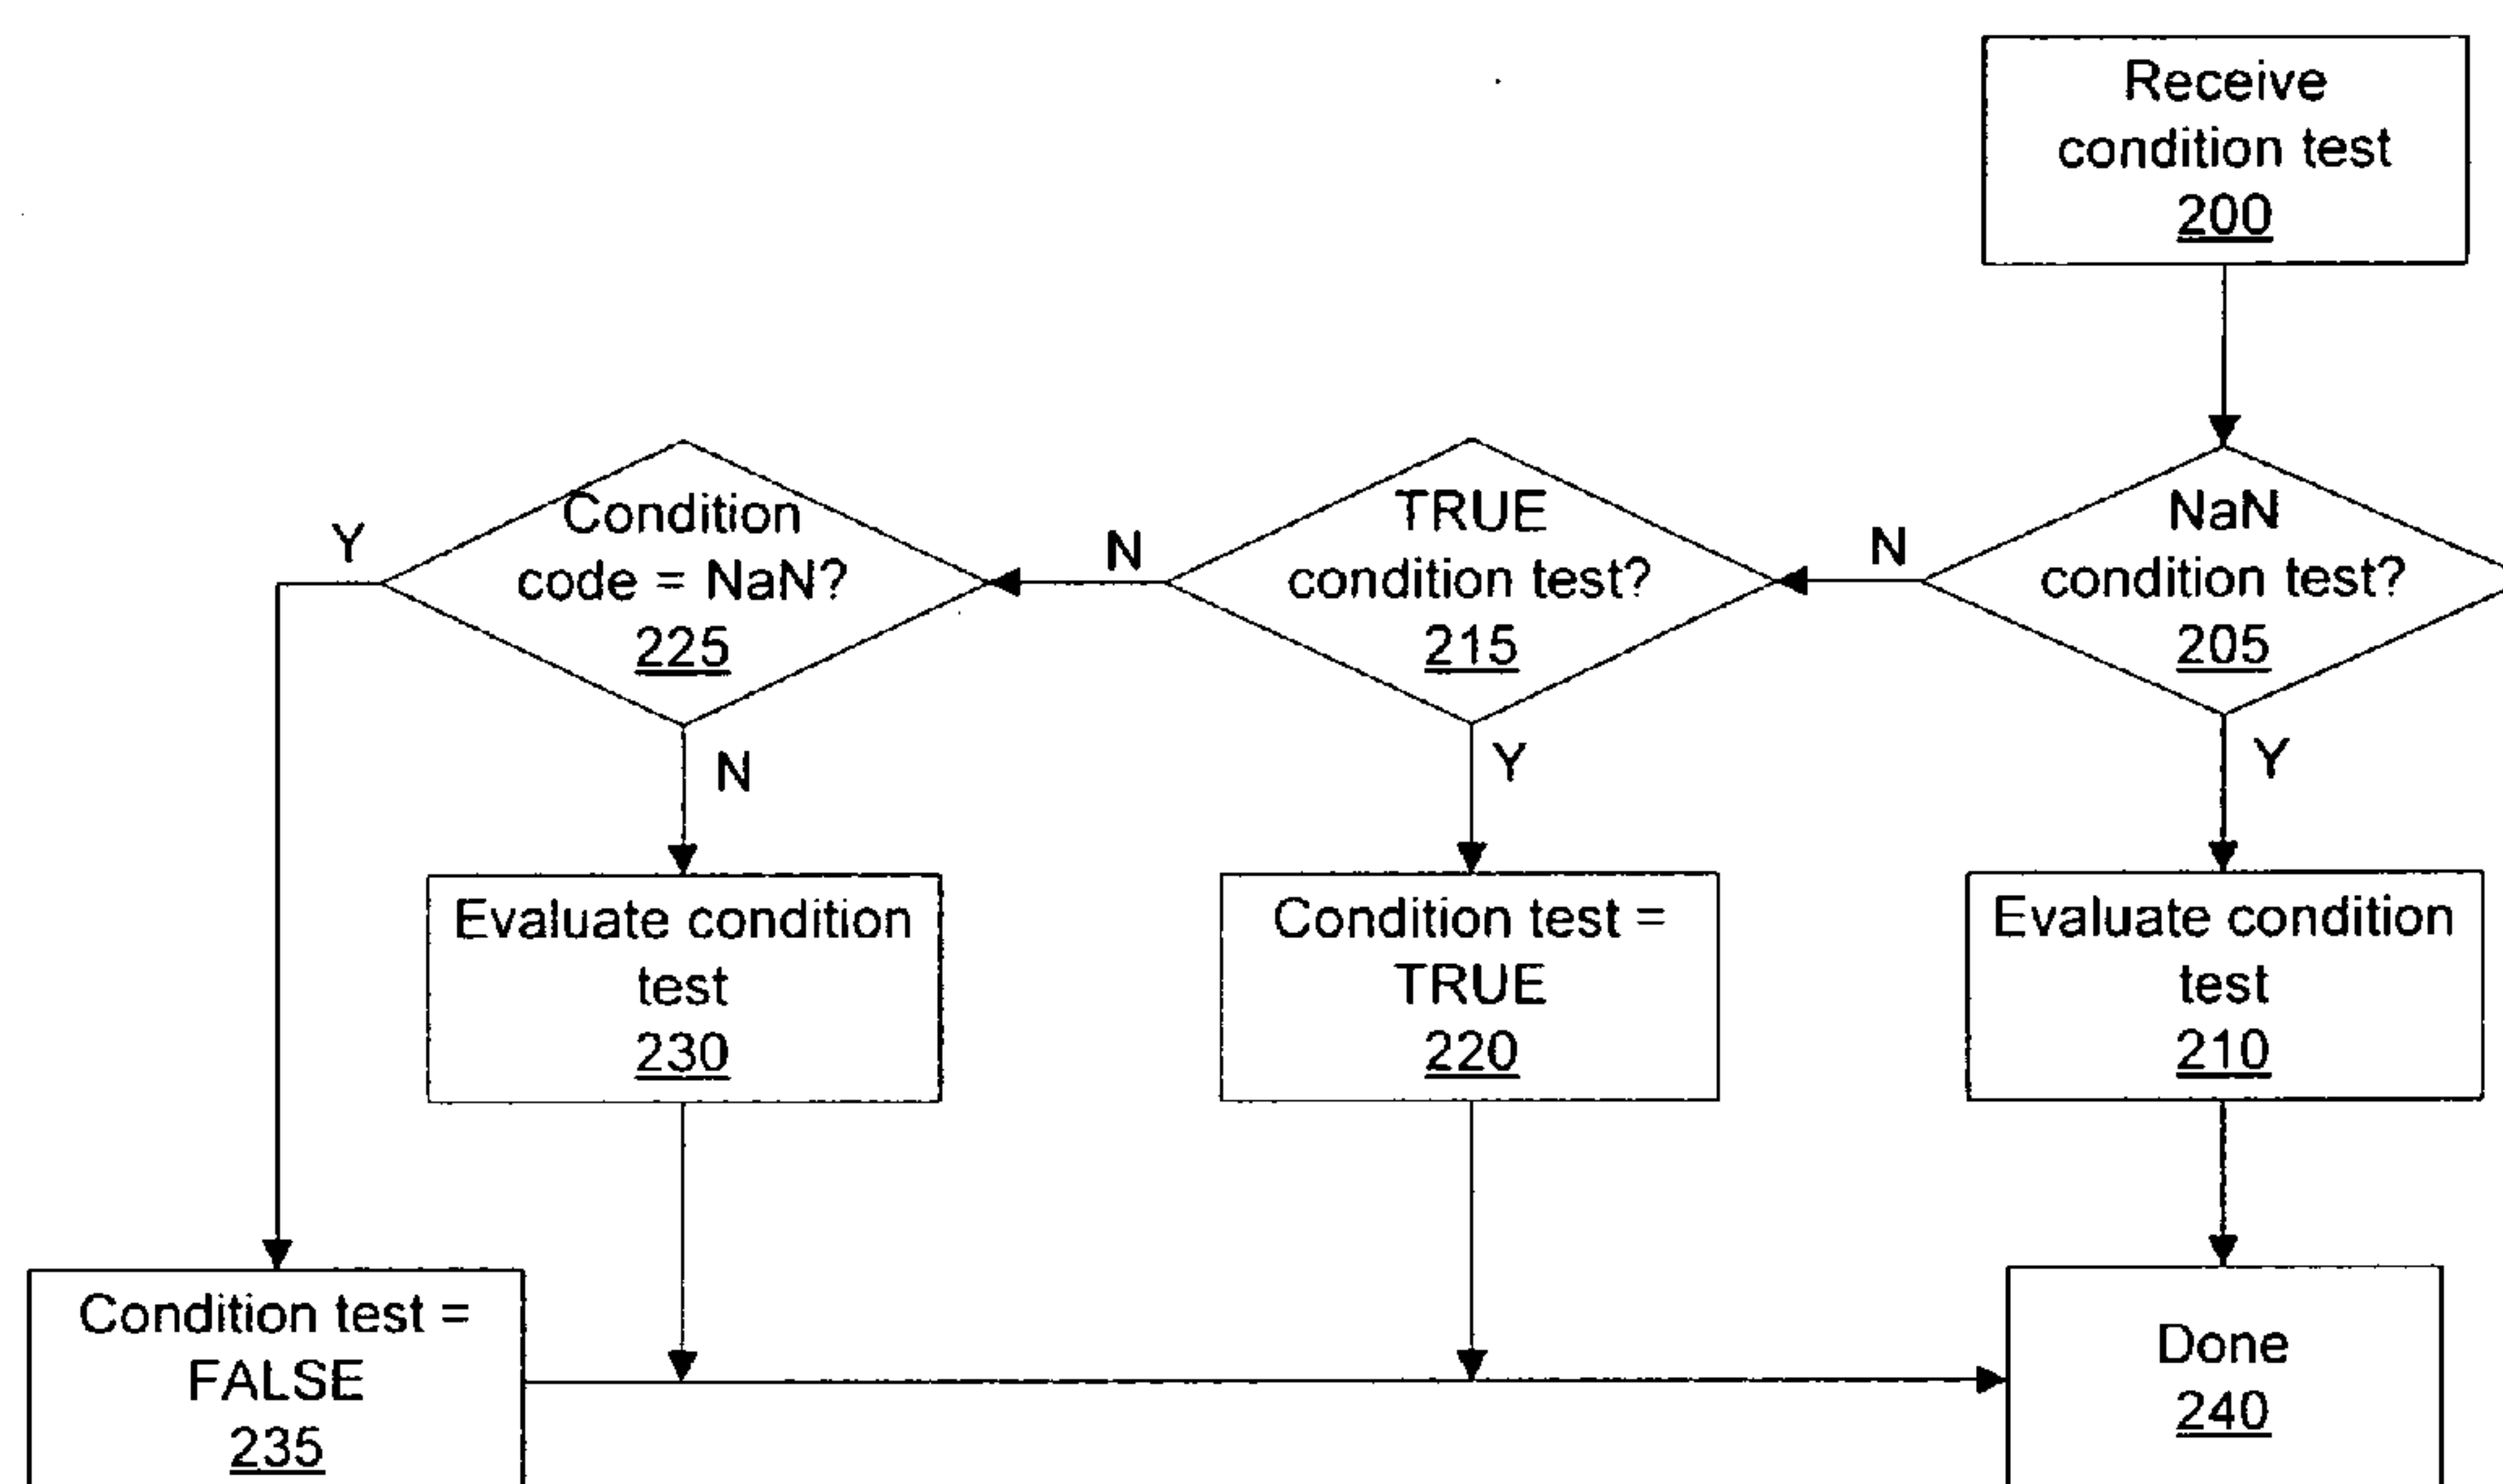 Receive
condition test
200
Y
Condition
code = NaN?
225
N
TRUE
condition test?
215
N
NaN
condition test?
205
N
Y
Y
Evaluate condition
test
230
Condition test =
TRUE
220
Evaluate condition
test
210
Condition test =
FALSE
235
Done
240